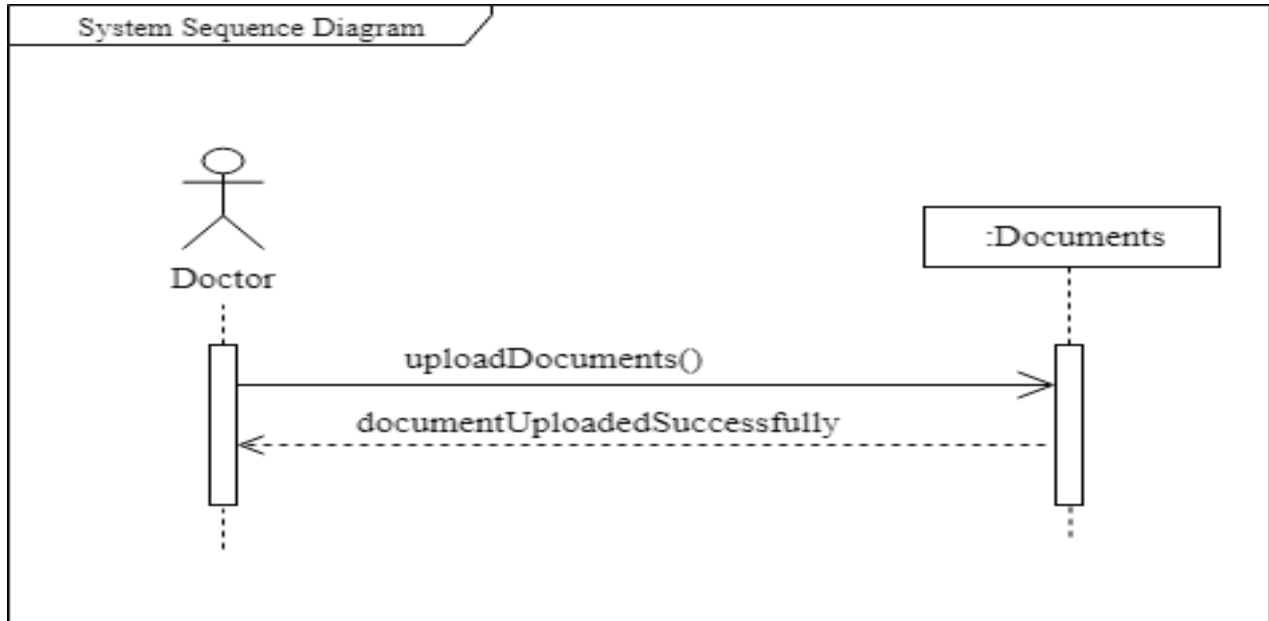 System Sequence Diagram
Doctor
:Documents
uploadDocuments()
documentUploadedSuccessfully